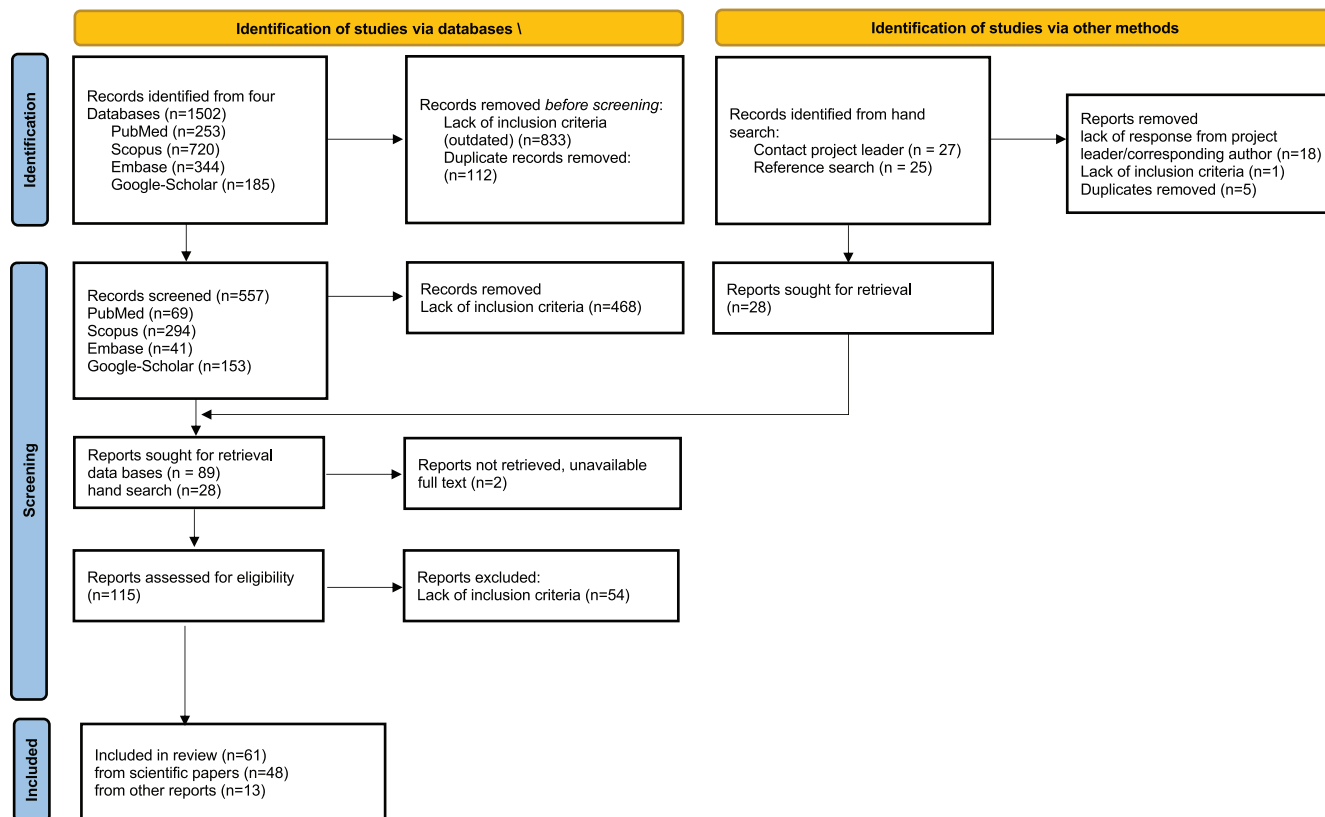 Identification of studies via databases \
Identification of studies via other methods
Identification
Records identified from four
Databases (n=1502)
PubMed (n=253)
Scopus (n=720)
Embase (n=344)
Google-Scholar (n=185)
Records removed before screening:
Lack of inclusion criteria
(outdated) (n=833)
Duplicate records removed:
(n=112)
Records identified from hand
search:
Contact project leader (n = 27)
Reference search (n = 25)
Reports removed
lack of response from project
leader/corresponding author (n=18)
Lack of inclusion criteria (n=1)
Duplicates removed (n=5)
Screening
Records screened (n=557)
PubMed (n=69)
Scopus (n=294)
Embase (n=41)
Google-Scholar (n=153)
Records removed
Lack of inclusion criteria (n=468)
Reports sought for retrieval
(n=28)
Reports sought for retrieval
data bases (n = 89)
hand search (n=28)
Reports not retrieved, unavailable
full text (n=2)
Reports assessed for eligibility
(n=115)
Reports excluded:
Lack of inclusion criteria (n=54)
Included
Included in review (n=61)
from scientific papers (n=48)
from other reports (n=13)